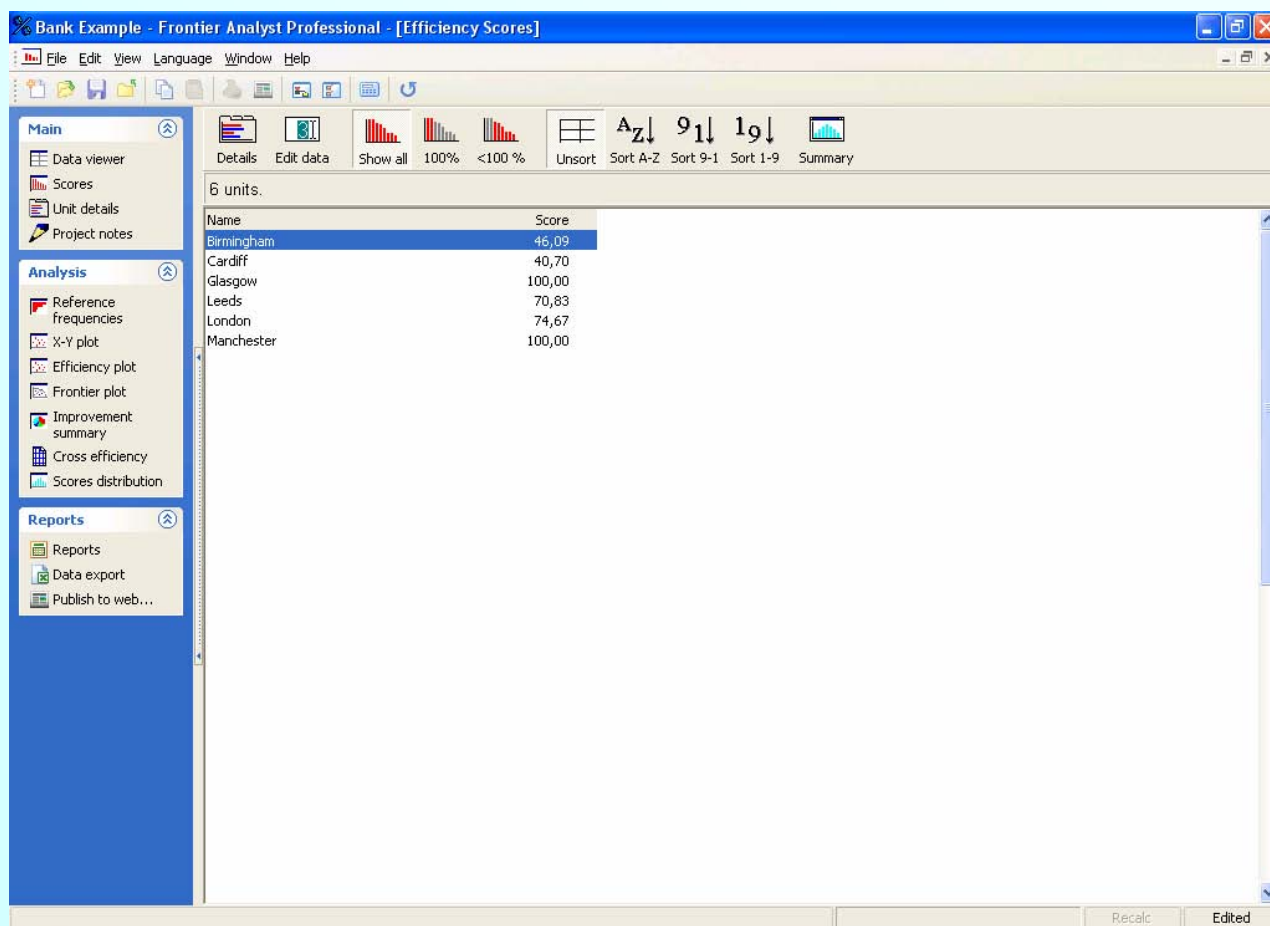 Bank Example - Frontier Analyst Professional - [Efficiency Scores]
File Edit View Language Window Help
Main
Data viewer
Scores
Unit details
Project notes
Analysis
Reference
frequencies
X-Y plot
Efficiency plot
Frontier plot
Improvement
summary
Cross efficiency
Scores distribution
Reports
Reports
Data export
Publish to web...
Details Edit data Show all 100% <100 % Unsort Sort A-Z Sort 9-1 Sort 1-9 Summary
6 units.
Name Score
Birmingham 46,09
Cardiff 40,70
Glasgow 100,00
Leeds 70,83
London 74,67
Manchester 100,00
Recalc Edited